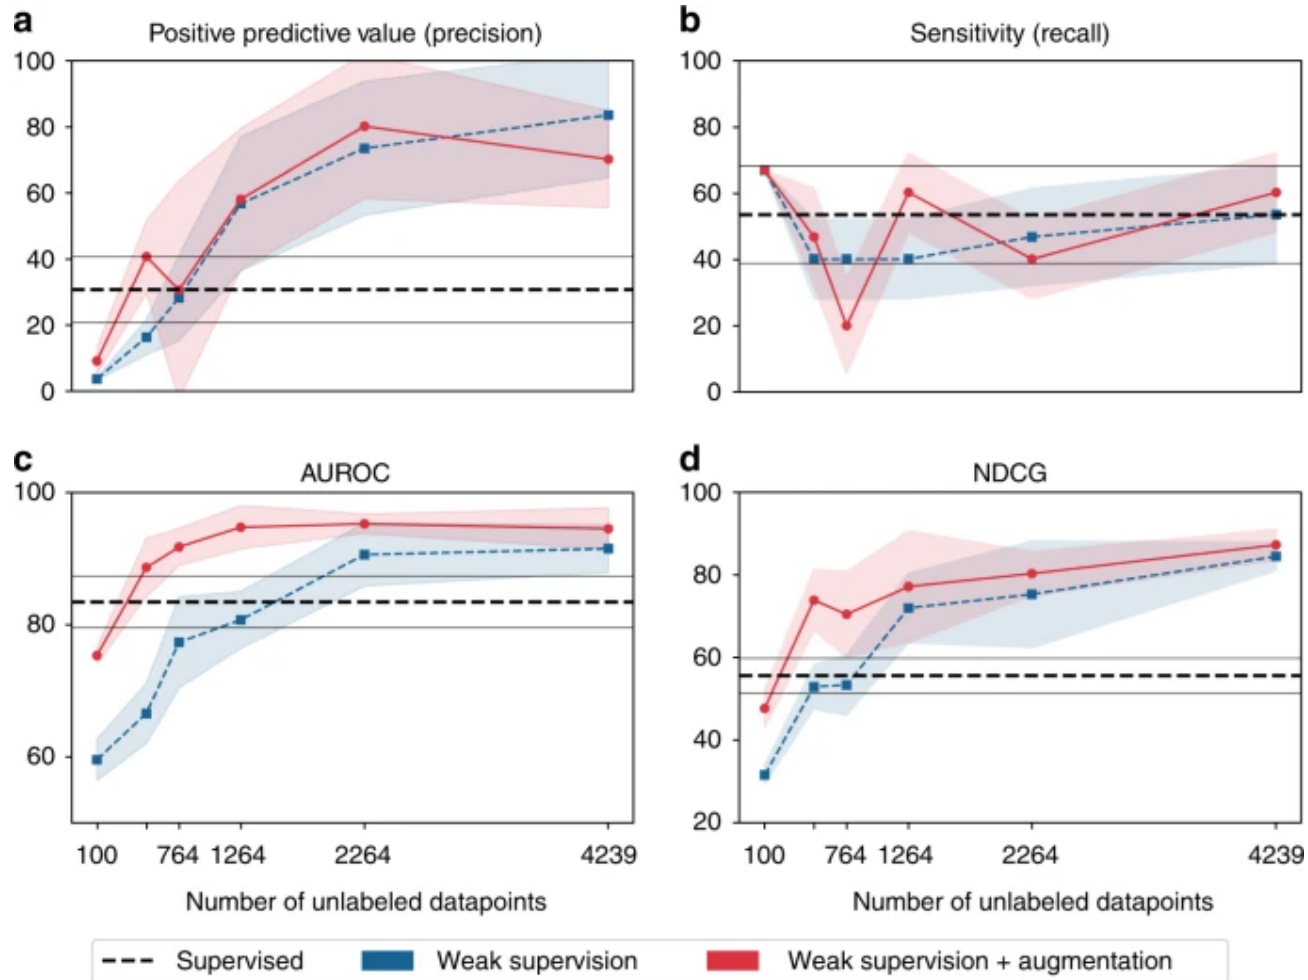 a
Positive predictive value (precision)
100
80
60
40
20
0
b
Sensitivity (recall)
100
80
60
40
20
0
c
AUROC
100
80
60
100 764 1264 2264 4239
Number of unlabeled datapoints
d
NDCG
100
80
60
40
20
100 764 1264 2264 4239
Number of unlabeled datapoints
Supervised Weak supervision Weak supervision + augmentation